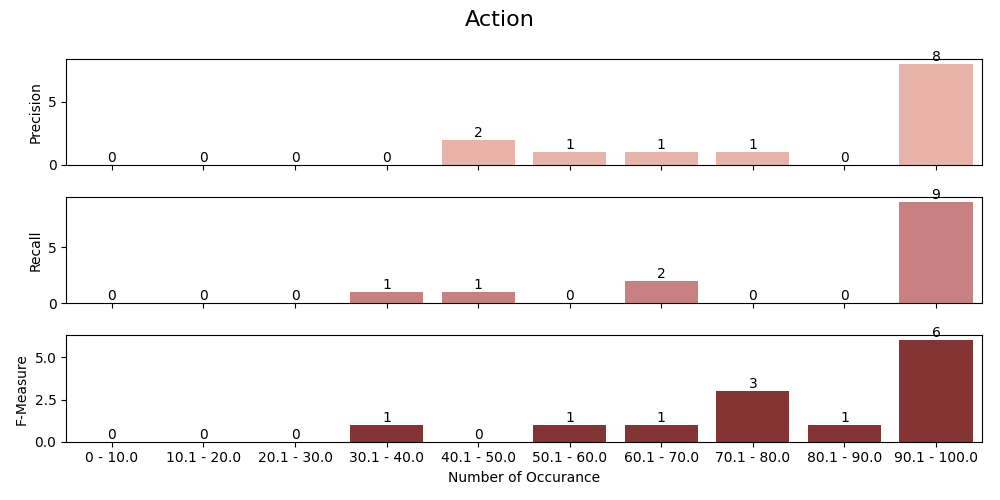 Action
Precision
5
0
0 0 0 0 2 1 1 1 0 8
Recall
5
0
0 0 0 1 1 0 2 0 0 9
F-Measure
5.0
2.5
0.0
0 0 0 1 0 1 1 3 1 6
0 - 10.0 10.1 - 20.0 20.1 - 30.0 30.1 - 40.0 40.1 - 50.0 50.1 - 60.0 60.1 - 70.0 70.1 - 80.0 80.1 - 90.0 90.1 - 100.0
Number of Occurance